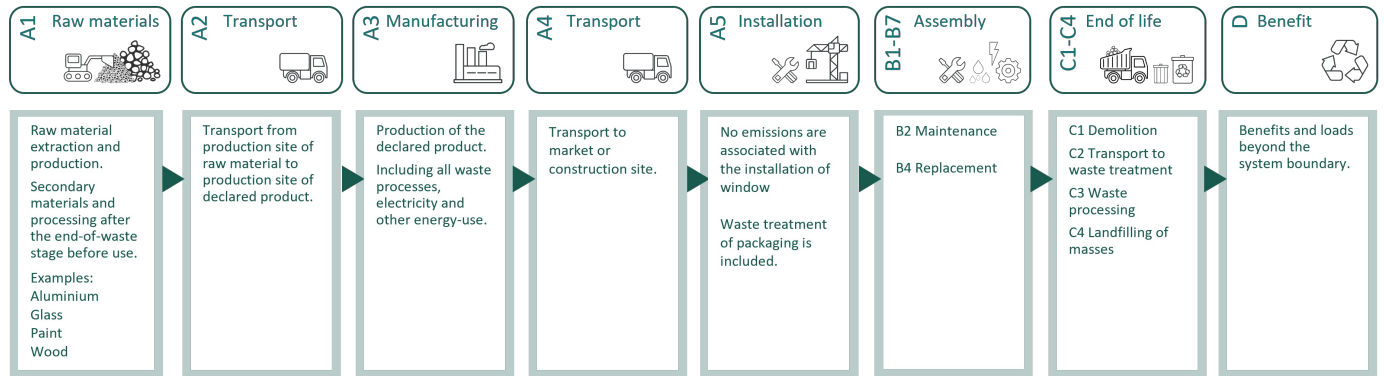 A1
Raw materials
A2
Transport
A3
Manufacturing
A4
Transport
A5
Installation
B1-B7
Assembly
C1-C4
End of life
D
Benefit
Raw material
extraction and
production.
Secondary
materials and
processing after
the end-of-waste
stage before use.
Examples:
Aluminium
Glass
Paint
Wood
Transport from
production site of
raw material to
production site of
declared product.
Production of the
declared product.
Including all waste
processes,
electricity and
other energy-use.
Transport to
market or
construction site.
No emissions are
associated with
the installation of
window
Waste treatment
of packaging is
included.
B2 Maintenance
B4 Replacement
C1 Demolition
C2 Transport to
waste treatment
C3 Waste
processing
C4 Landfilling of
masses
Benefits and loads
beyond the
system boundary.